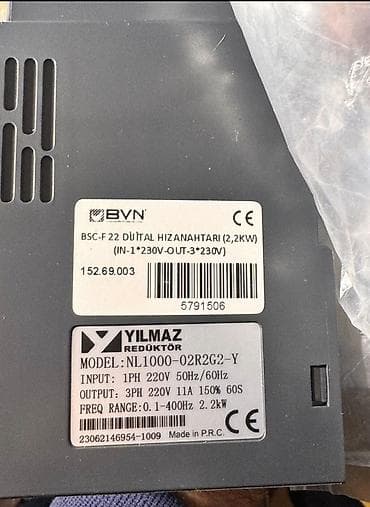 BVN
CE
BSC-F 22 DİJİTAL HIZANAHTARI (2,2KW)
(IN-1*230V-OUT-3*230V)
152.69.003
5791506
YILMAZ
REDÜKTÖR
MODEL:NL1000-02R2G2-Y
INPUT: 1PH 220V 50Hz/60Hz
OUTPUT: 3PH 220V 11A 150% 60S
FREQ RANGE:0.1-400Hz 2.2kW
23062146954-1009 Made in P.R.C.
CE